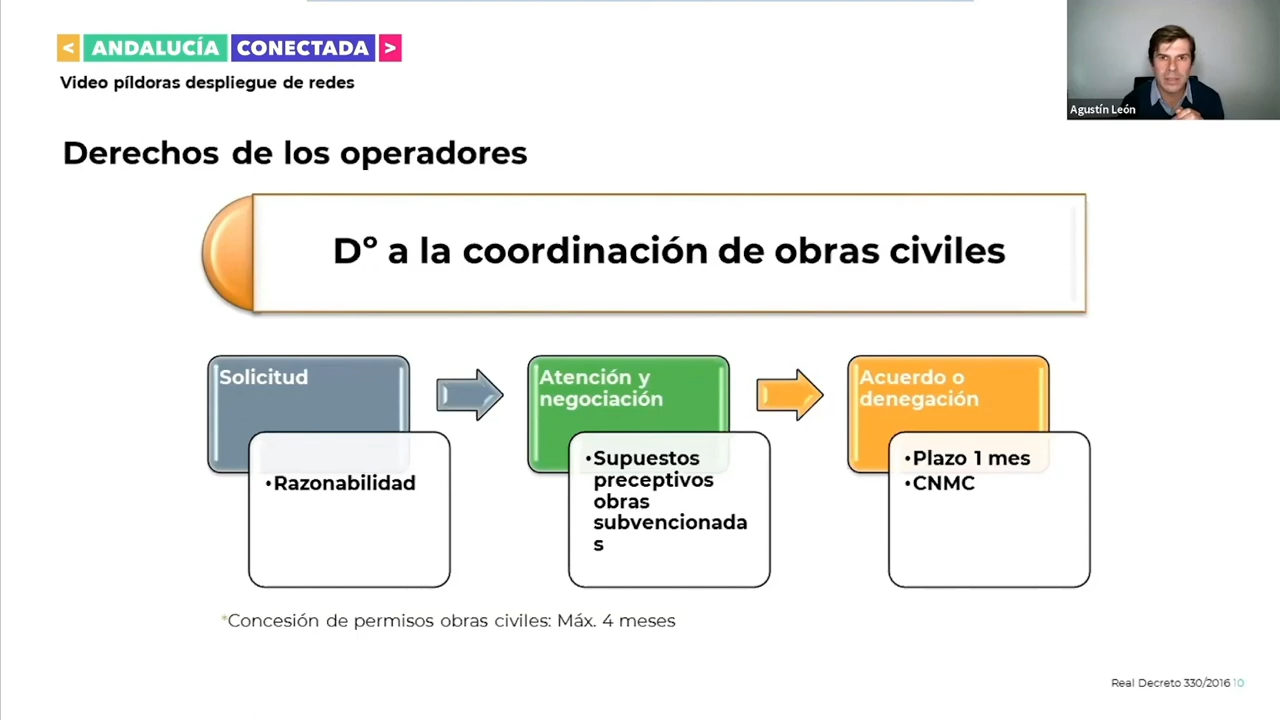 < ANDALUCÍA CONECTADA >
Video píldoras despliegue de redes
Agustín León
Derechos de los operadores
Dº a la coordinación de obras civiles
Solicitud
•Razonabilidad
Atención y
negociación
•Supuestos
preceptivos
obras
subvencionada
s
Acuerdo o
denegación
•Plazo 1 mes
•CNMC
*Concesión de permisos obras civiles: Máx. 4 meses
Real Decreto 330/2016 10